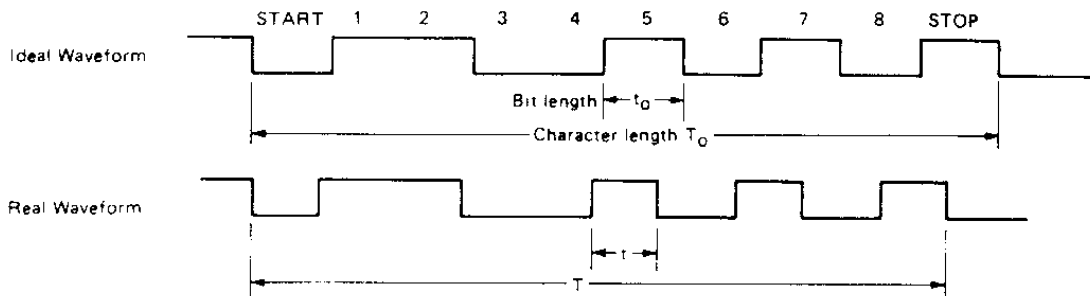 START 1 2 3 4 5 6 7 8 STOP
Ideal Waveform
Bit length t₀
Character length T₀
Real Waveform
t
T